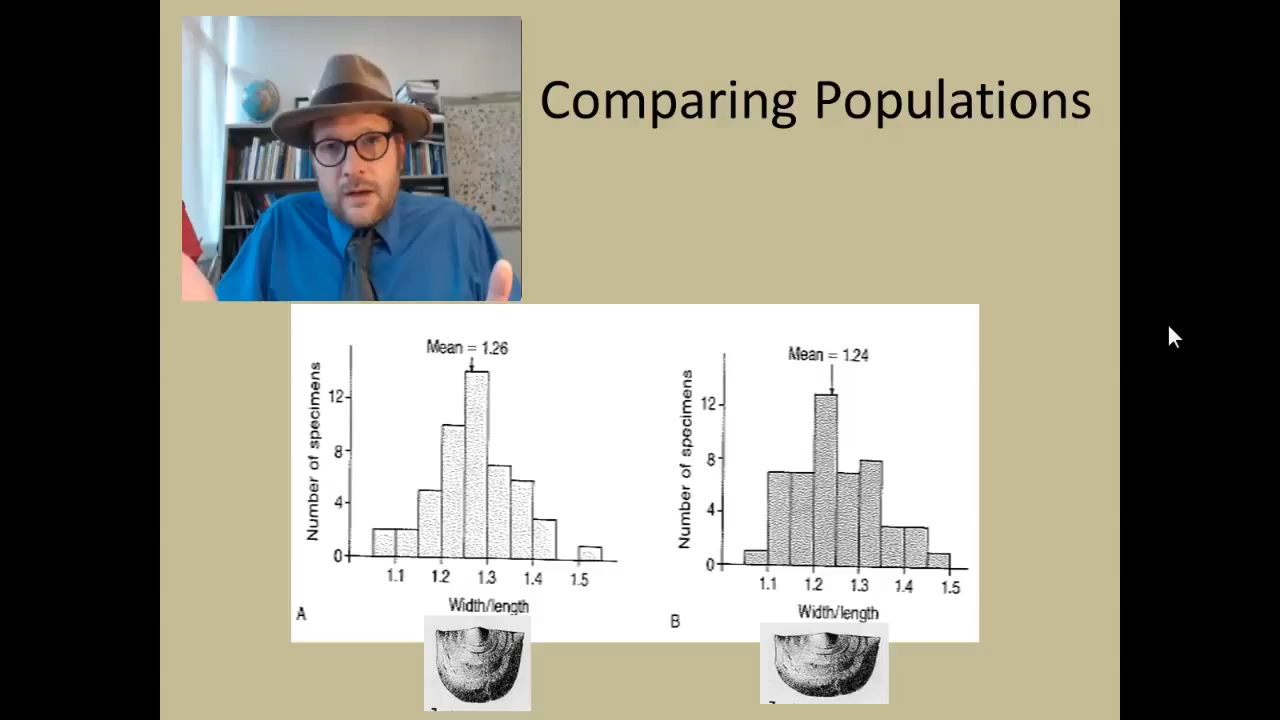 Comparing Populations
Mean = 1.26
Number of specimens
12
8
4
0
1.1 1.2 1.3 1.4 1.5
Width/length
A
Mean = 1.24
Number of specimens
12
8
4
0
1.1 1.2 1.3 1.4 1.5
Width/length
B